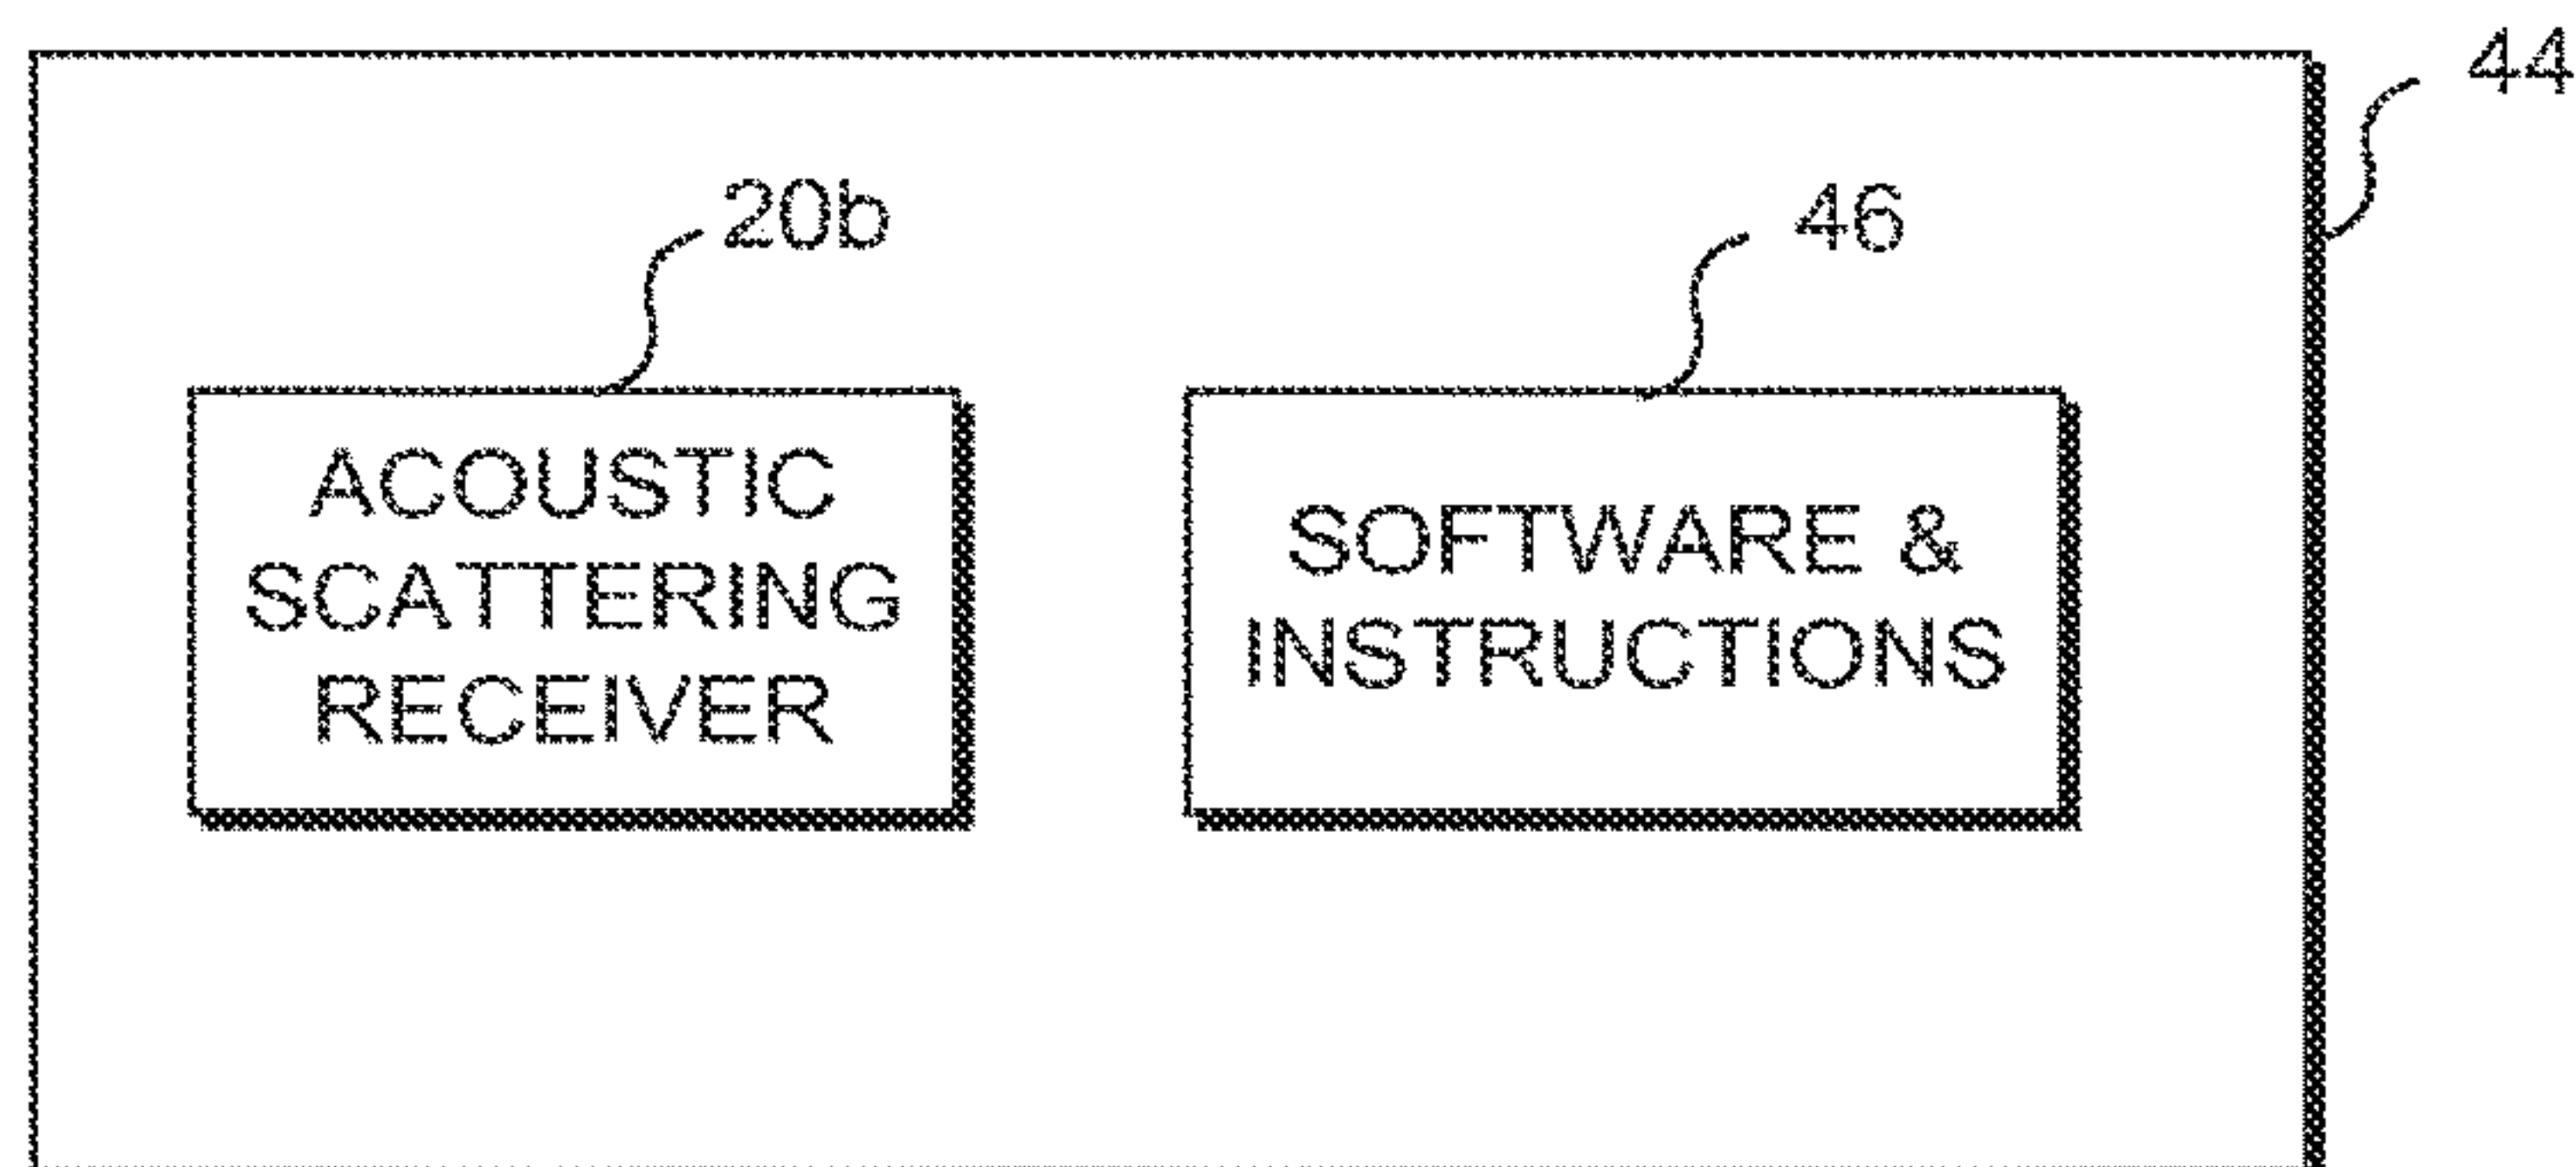 44
20b
46
ACOUSTIC
SCATTERING
RECEIVER
SOFTWARE &
INSTRUCTIONS